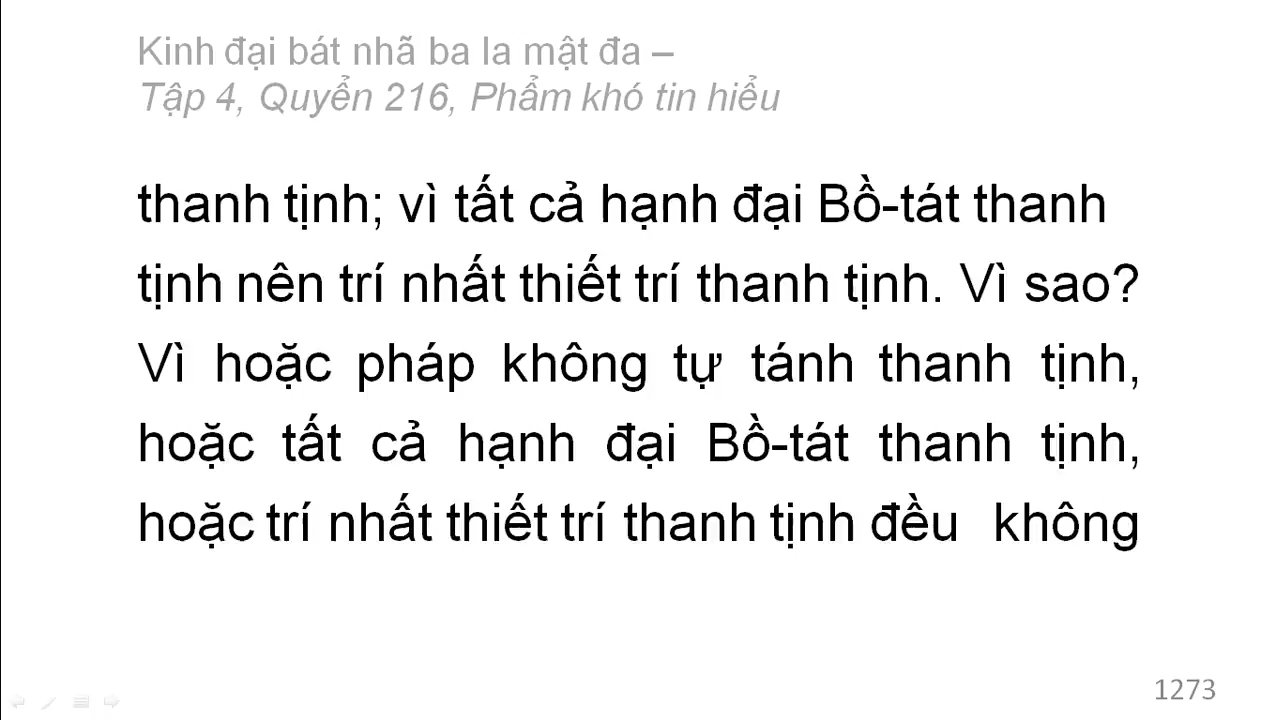 Kinh đại bát nhã ba la mật đa –
Tập 4, Quyển 216, Phẩm khó tin hiểu
thanh tịnh; vì tất cả hạnh đại Bồ-tát thanh
tịnh nên trí nhất thiết trí thanh tịnh. Vì sao?
Vì hoặc pháp không tự tánh thanh tịnh,
hoặc tất cả hạnh đại Bồ-tát thanh tịnh,
hoặc trí nhất thiết trí thanh tịnh đều không
1273